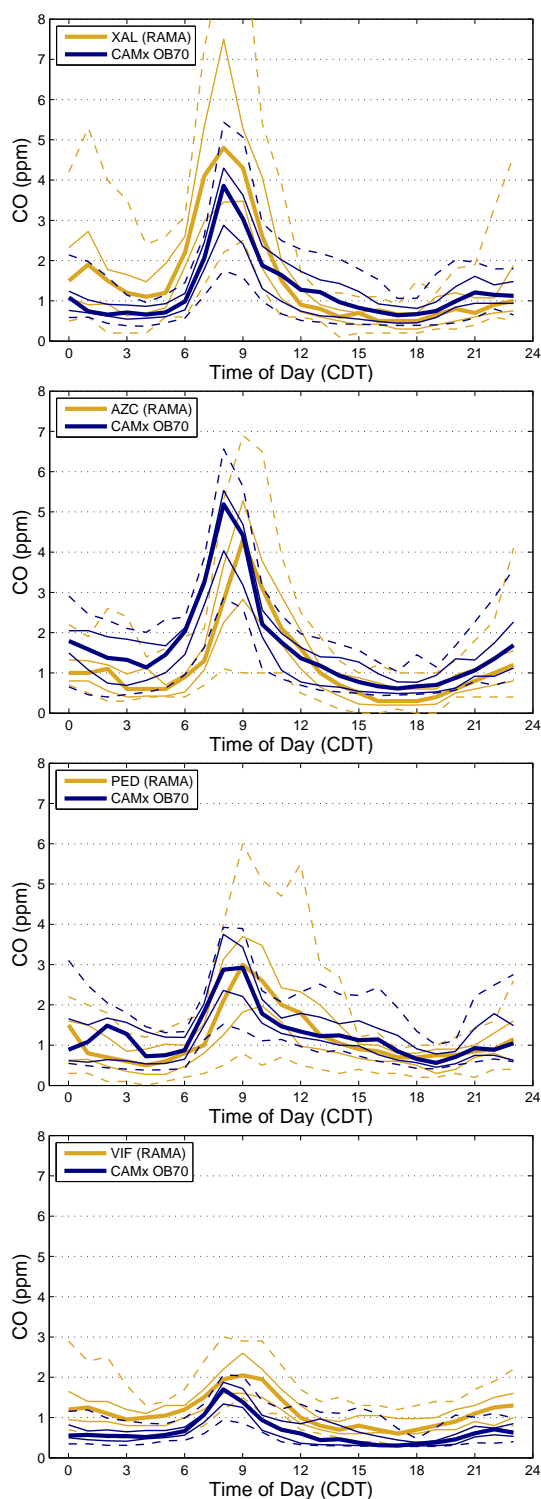 8
7
6
5
4
3
2
1
0
CO (ppm)
XAL (RAMA)
CAMx OB70
0 3 6 9 12 15 18 21 24
Time of Day (CDT)
8
7
6
5
4
3
2
1
0
CO (ppm)
AZC (RAMA)
CAMx OB70
0 3 6 9 12 15 18 21 24
Time of Day (CDT)
8
7
6
5
4
3
2
1
0
CO (ppm)
PED (RAMA)
CAMx OB70
0 3 6 9 12 15 18 21 24
Time of Day (CDT)
8
7
6
5
4
3
2
1
0
CO (ppm)
VIF (RAMA)
CAMx OB70
0 3 6 9 12 15 18 21 24
Time of Day (CDT)